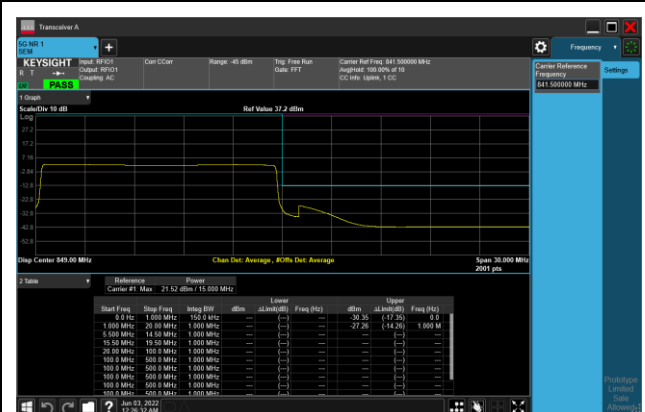 Transceiver A
5G-NR 1
SEM
Frequency
KEYSIGHT
R T
PASS
Input: RFIO1
Output: RFIO1
Coupling: AC
Corr CCorr
Range: -45 dBm
Trig: Free Run
Gate: FFT
Carrier Ref Freq: 841.500000 MHz
Avg|Hold: 100.00% of 10
CC Info: Uplink, 1 CC
Carrier Reference
Frequency
841.500000 MHz
Settings
1 Graph
Scale/Div 10 dB
Ref Value 37.2 dBm
Log
27.2
17.2
7.16
-2.84
-12.8
-22.8
-32.8
-42.8
-52.8
Disp Center 849.00 MHz
Chan Det: Average, #Offs Det: Average
Span 30.000 MHz
2001 pts
2 Table
Reference Power
Carrier #1 Max 21.52 dBm / 15.000 MHz
Lower Upper
Start Freq Stop Freq Integ BW dBm ΔLimit(dB) Freq (Hz) dBm ΔLimit(dB) Freq (Hz)
0.0 Hz 1.000 MHz 150.0 kHz --- (---) --- -30.35 (-17.35) 0.0
1.000 MHz 20.00 MHz 1.000 MHz --- (---) --- -27.26 (-14.26) 1.000 M
5.500 MHz 14.50 MHz 1.000 MHz --- (---) --- --- (---) ---
15.50 MHz 19.50 MHz 1.000 MHz --- (---) --- --- (---) ---
20.00 MHz 100.0 MHz 1.000 MHz --- (---) --- --- (---) ---
100.0 MHz 500.0 MHz 1.000 MHz --- (---) --- --- (---) ---
100.0 MHz 500.0 MHz 1.000 MHz --- (---) --- --- (---) ---
100.0 MHz 500.0 MHz 1.000 MHz --- (---) --- --- (---) ---
100.0 MHz 500.0 MHz 1.000 MHz --- (---) --- --- (---) ---
Prototype
Limited
Sale
Allowed
?
Jun 03, 2022
12:26:32 AM